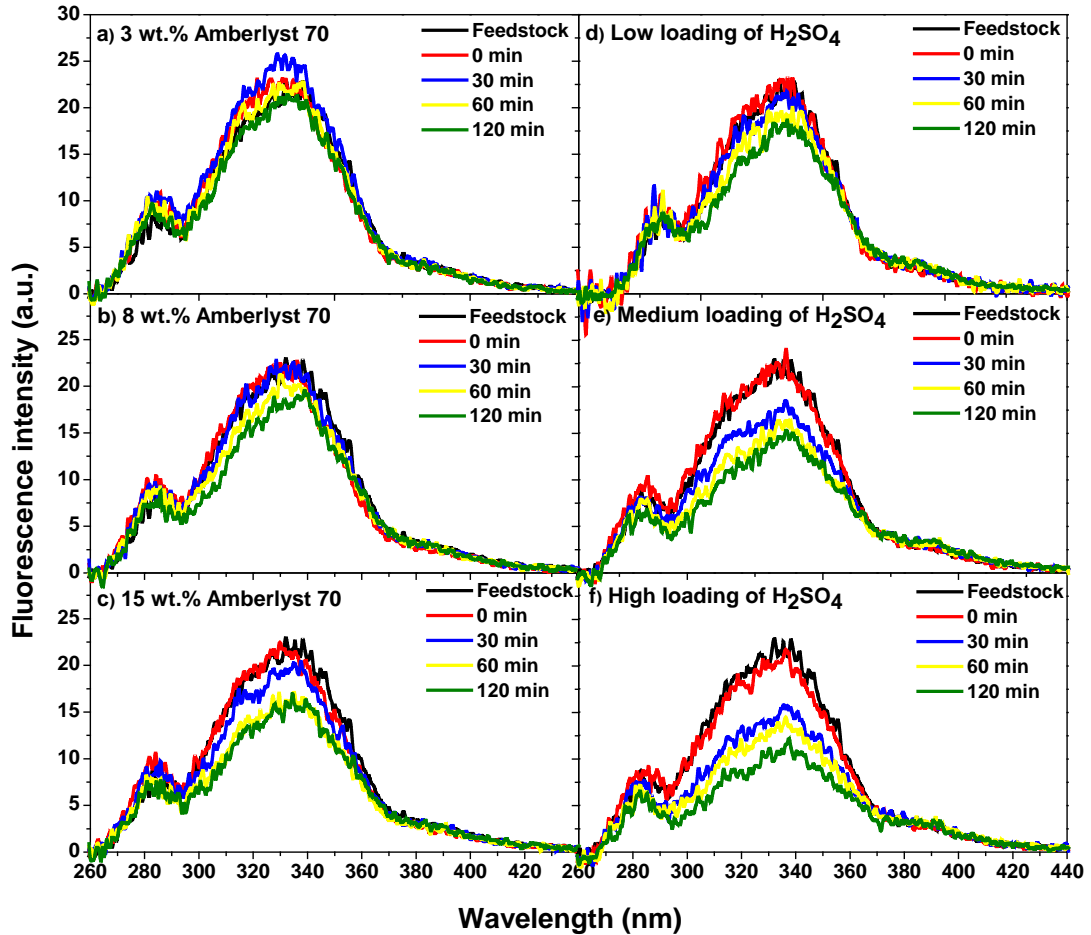 Fluorescence intensity (a.u.)
a) 3 wt.% Amberlyst 70
Feedstock
0 min
30 min
60 min
120 min
30
25
20
15
10
5
0
d) Low loading of H₂SO₄
Feedstock
0 min
30 min
60 min
120 min
b) 8 wt.% Amberlyst 70
Feedstock
0 min
30 min
60 min
120 min
25
20
15
10
5
0
e) Medium loading of H₂SO₄
Feedstock
0 min
30 min
60 min
120 min
c) 15 wt.% Amberlyst 70
Feedstock
0 min
30 min
60 min
120 min
25
20
15
10
5
0
260 280 300 320 340 360 380 400 420
f) High loading of H₂SO₄
Feedstock
0 min
30 min
60 min
120 min
260 280 300 320 340 360 380 400 420 440
Wavelength (nm)